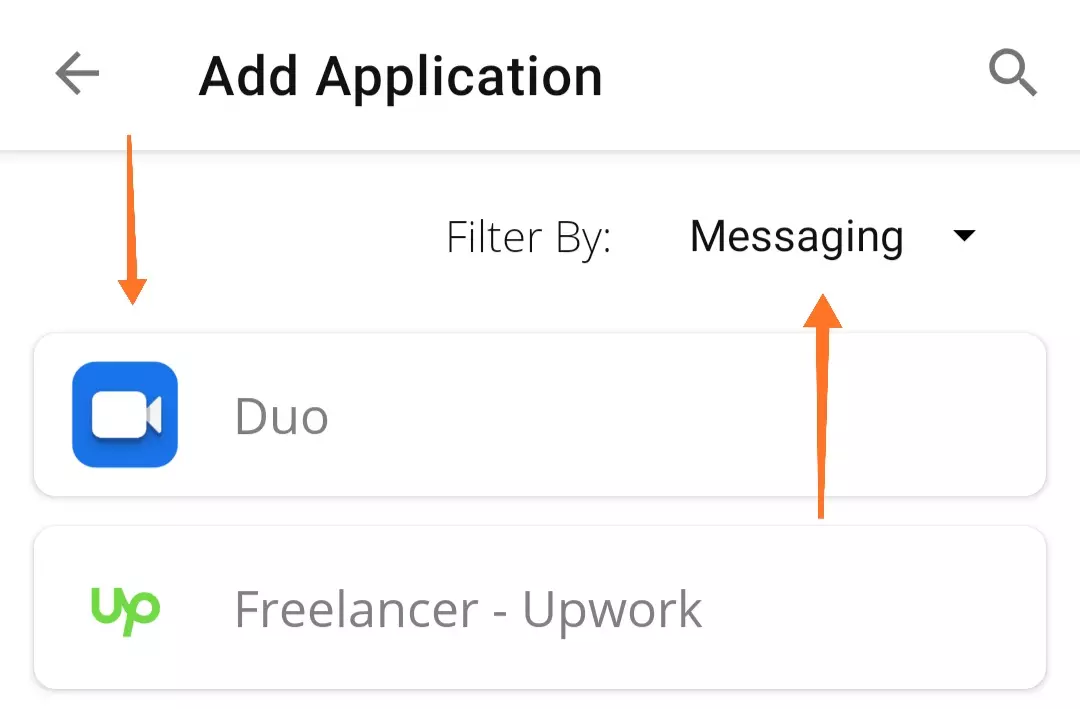 Add Application
Filter By: Messaging
Duo
up
Freelancer - Upwork